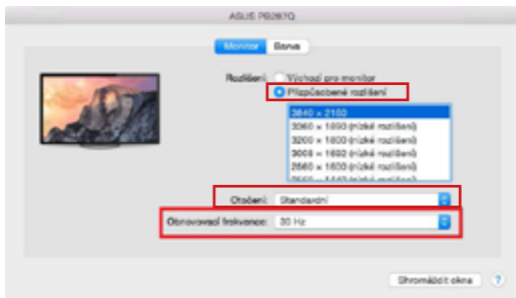 ASUS PB287Q
Monitor Barva
Rozlišení: Výchozí pro monitor
Přizpůsobené rozlišení
3840 × 2160
3360 × 1890 (nízké rozlišení)
3200 × 1800 (nízké rozlišení)
3008 × 1692 (nízké rozlišení)
2560 × 1600 (nízké rozlišení)
Otočení: Standardní
Obnovovací frekvence: 30 Hz
Shromáždit okna ?